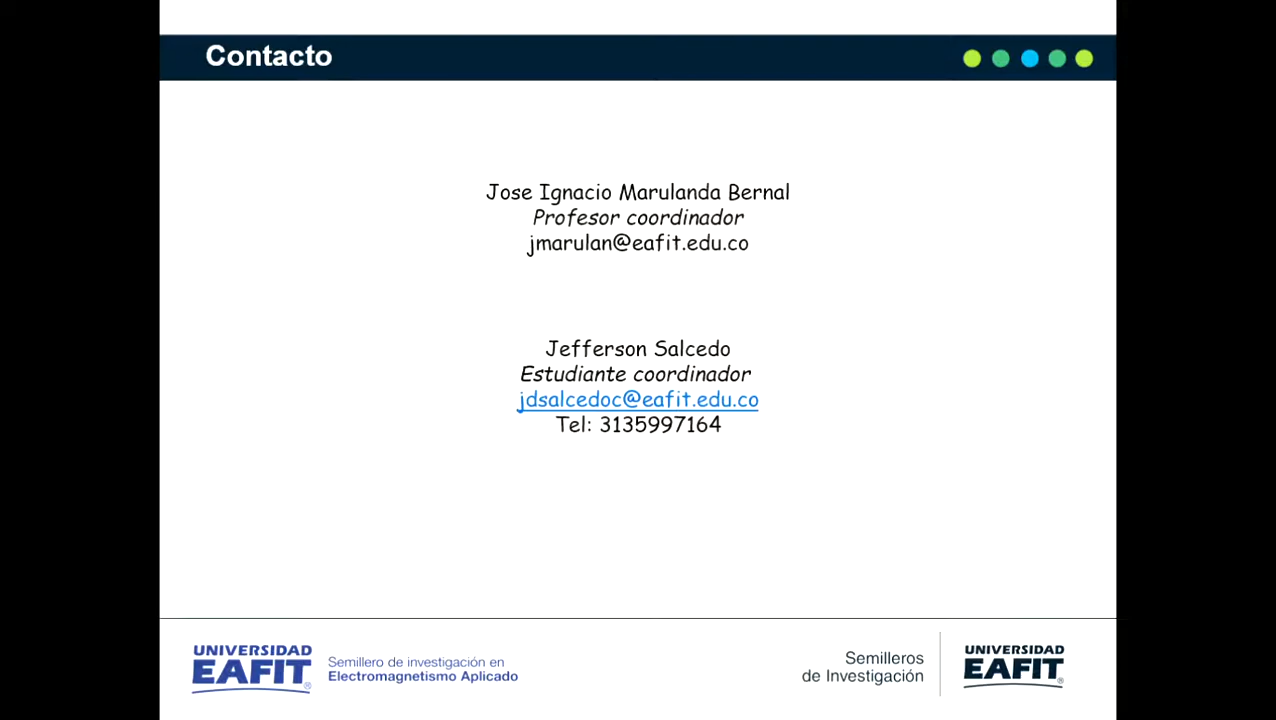 Contacto
Jose Ignacio Marulanda Bernal
Profesor coordinador
jmarulan@eafit.edu.co
Jefferson Salcedo
Estudiante coordinador
jdsalcedoc@eafit.edu.co
Tel: 3135997164
UNIVERSIDAD
EAFIT®
Semillero de investigación en
Electromagnetismo Aplicado
Semilleros
de Investigación
UNIVERSIDAD
EAFIT®